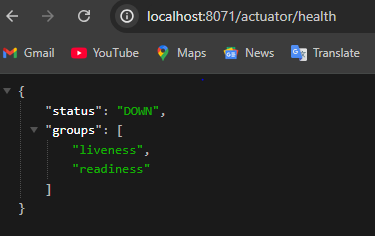 localhost:8071/actuator/health
Gmail YouTube Maps News Translate
{
"status": "DOWN",
"groups": [
"liveness",
"readiness"
]
}